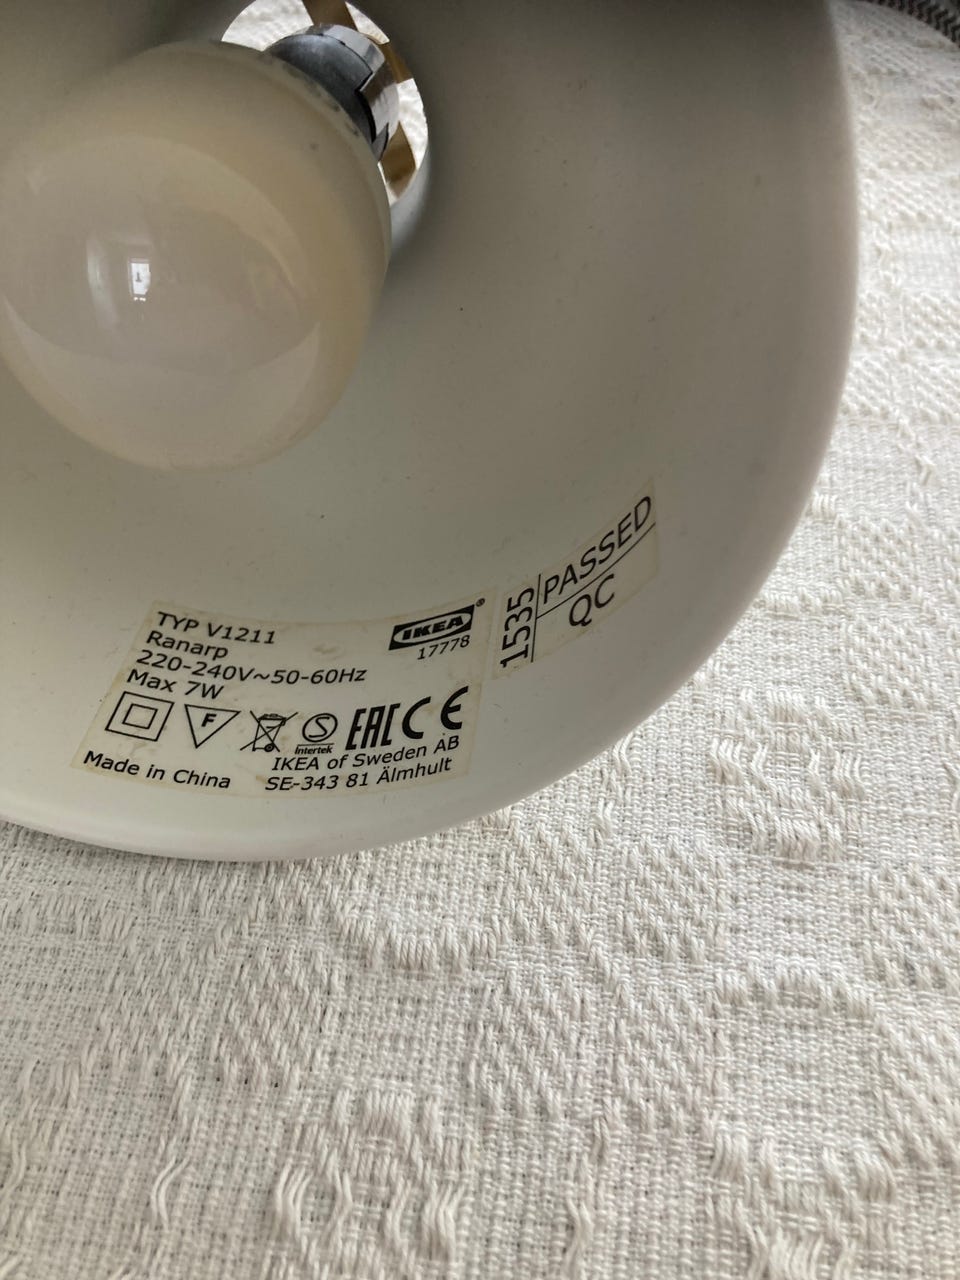 TYP V1211
Ranarp
220-240V~50-60Hz
Max 7W
IKEA®
17778
F
S
Intertek
EAC CE
IKEA of Sweden AB
SE-343 81 Älmhult
Made in China
1535
PASSED
QC